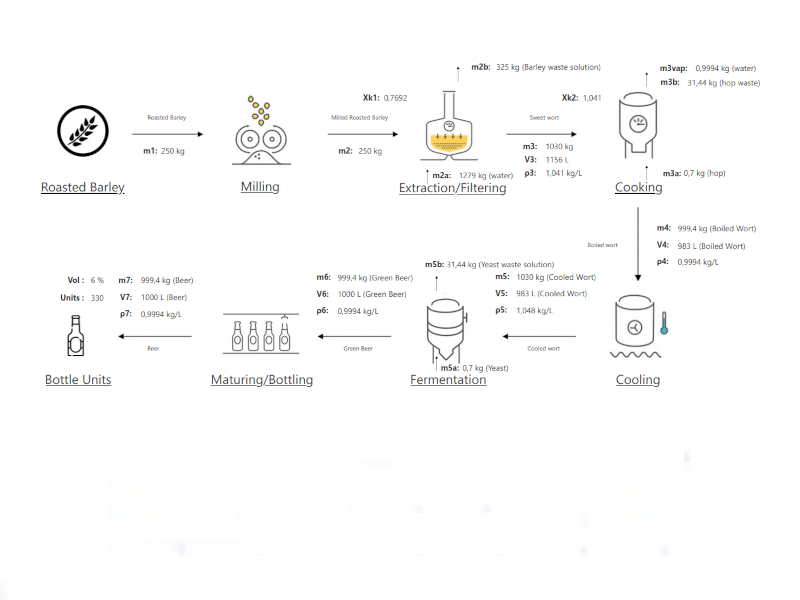 m2b: 325 kg (Barley waste solution)
m3vap: 0,9994 kg (water)
m3b: 31,44 kg (hop waste)
Xk1: 0,7692
Xk2: 1,041
Roasted Barley
Milled Roasted Barley
Sweet wort
m1: 250 kg
m2: 250 kg
m3: 1030 kg
V3: 1156 L
ρ3: 1,041 kg/L
m2a: 1279 kg (water)
m3a: 0,7 kg (hop)
Roasted Barley
Milling
Extraction/Filtering
Cooking
Boiled wort
m4: 999,4 kg (Boiled Wort)
V4: 983 L (Boiled Wort)
ρ4: 0,9994 kg/L
m5b: 31,44 kg (Yeast waste solution)
Vol : 6 %
Units : 330
m7: 999,4 kg (Beer)
V7: 1000 L (Beer)
ρ7: 0,9994 kg/L
m6: 999,4 kg (Green Beer)
V6: 1000 L (Green Beer)
ρ6: 0,9994 kg/L
m5: 1030 kg (Cooked Wort)
V5: 983 L (Cooled Wort)
ρ5: 1,048 kg/L
Beer
Green Beer
Cooled wort
m5a: 0,7 kg (Yeast)
Bottle Units
Maturing/Bottling
Fermentation
Cooling